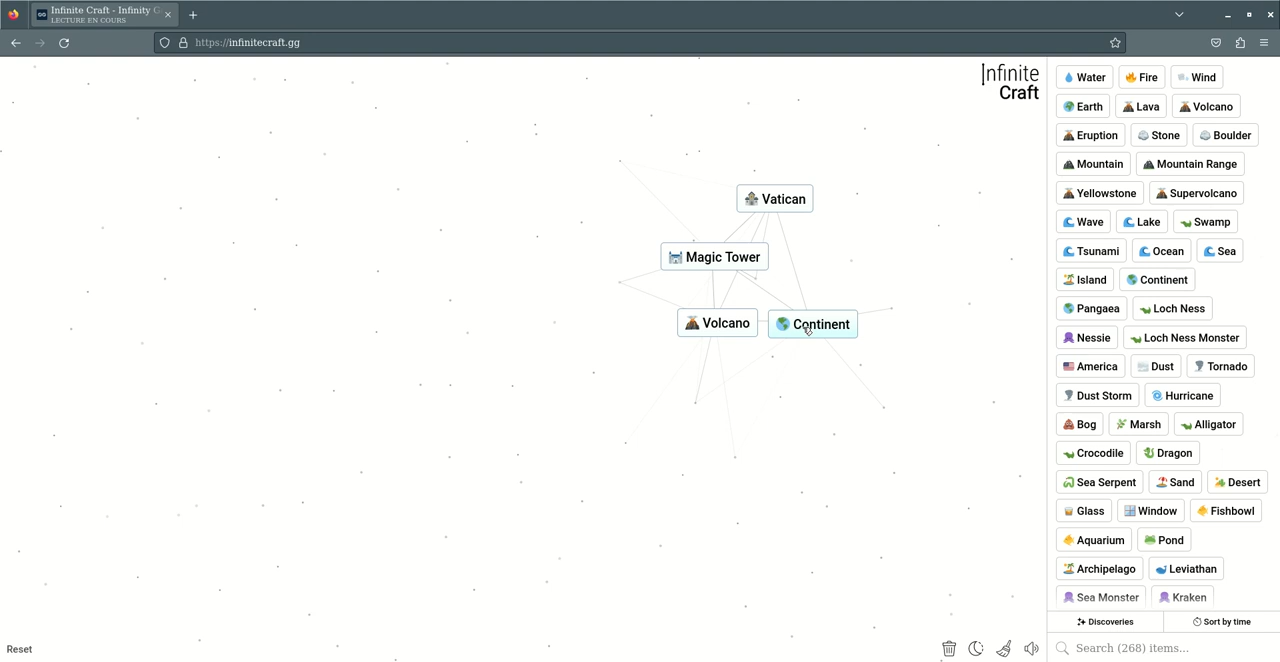 Infinite Craft - Infinity C
LECTURE EN COURS
https://infinitecraft.gg
Infinite
Craft
Vatican
Magic Tower
Volcano
Continent
Water Fire Wind
Earth Lava Volcano
Eruption Stone Boulder
Mountain Mountain Range
Yellowstone Supervolcano
Wave Lake Swamp
Tsunami Ocean Sea
Island Continent
Pangaea Loch Ness
Nessie Loch Ness Monster
America Dust Tornado
Dust Storm Hurricane
Bog Marsh Alligator
Crocodile Dragon
Sea Serpent Sand Desert
Glass Window Fishbowl
Aquarium Pond
Archipelago Leviathan
Sea Monster Kraken
Discoveries Sort by time
Reset
Search (268) items...